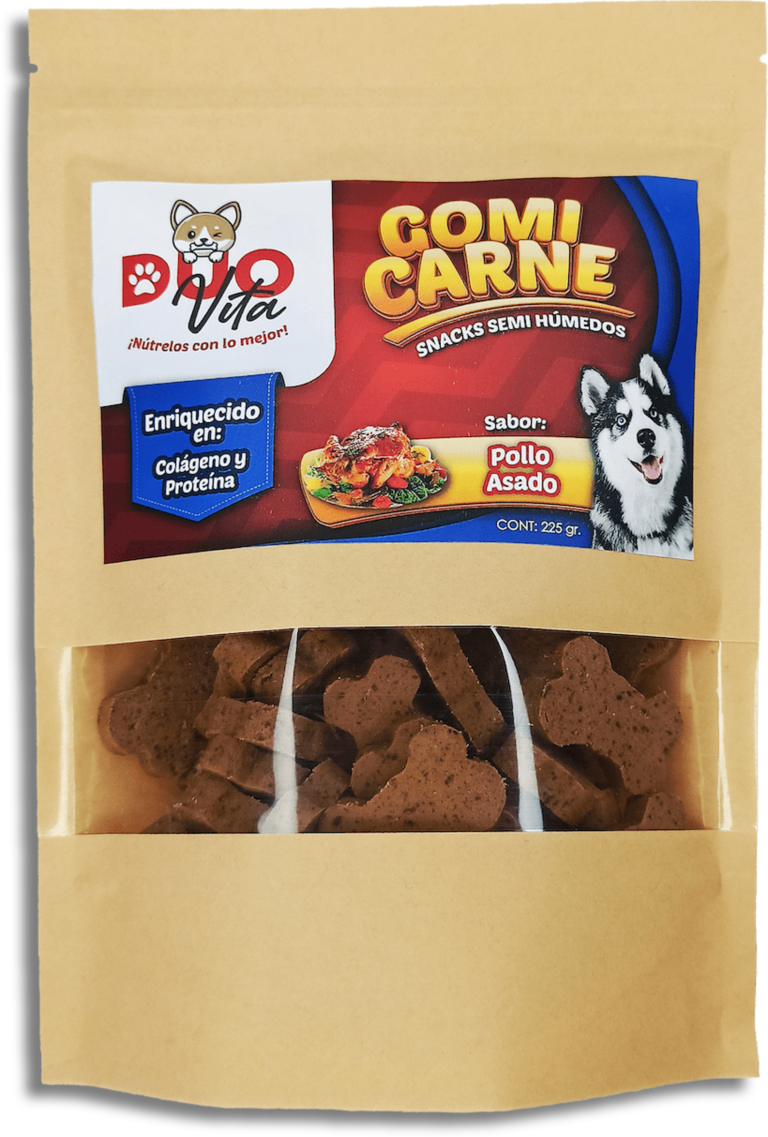 DUO
Vita
¡Nútrelos con lo mejor!
GOMI
CARNE
SNACKS SEMI HÚMEDOS
Enriquecido
en:
Colágeno y
Proteína
Sabor:
Pollo
Asado
CONT: 225 gr.